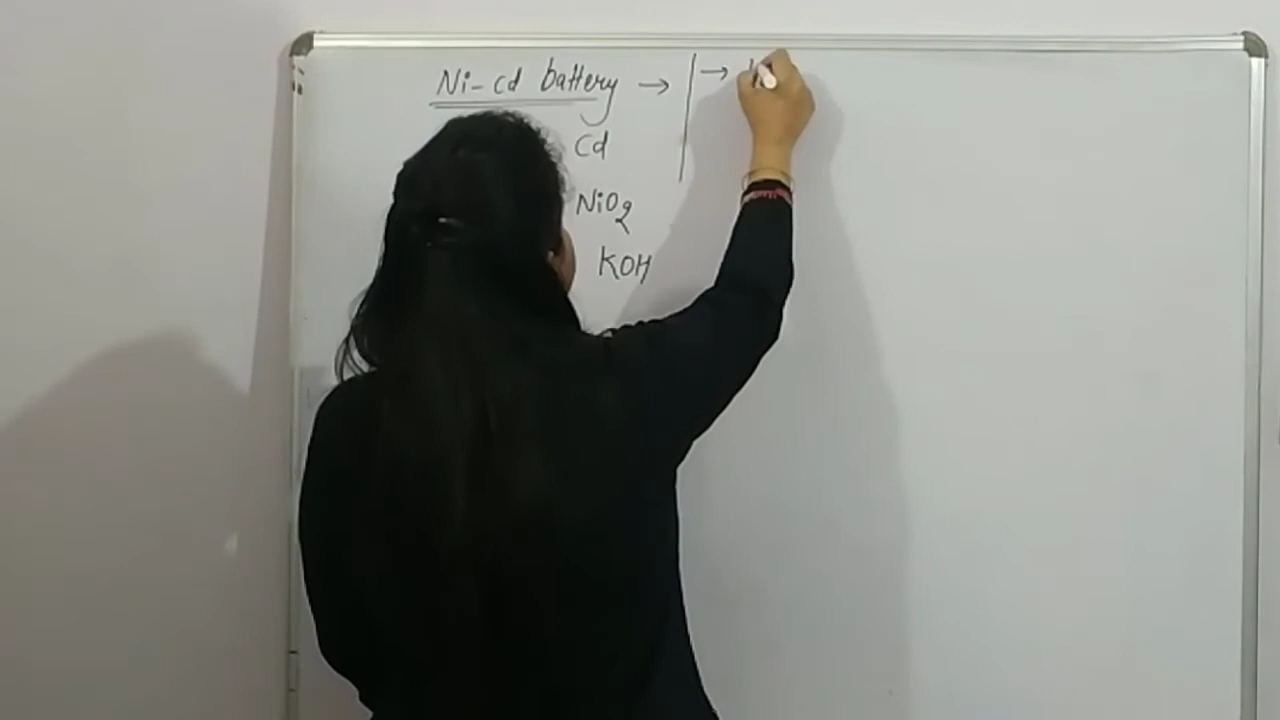 Ni-Cd battery → | →
Cd
NiO2
KOH